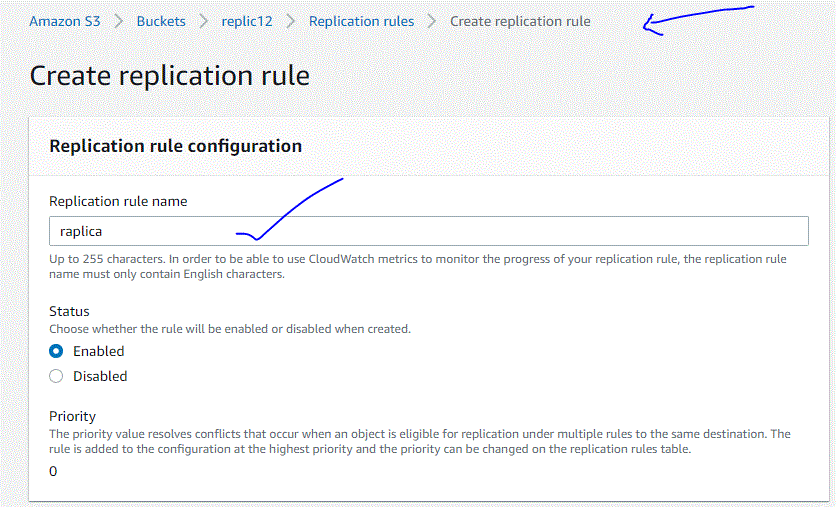 Amazon S3 > Buckets > replic12 > Replication rules > Create replication rule
Create replication rule
Replication rule configuration
Replication rule name
raplica
Up to 255 characters. In order to be able to use CloudWatch metrics to monitor the progress of your replication rule, the replication rule
name must only contain English characters.
Status
Choose whether the rule will be enabled or disabled when created.
Enabled
Disabled
Priority
The priority value resolves conflicts that occur when an object is eligible for replication under multiple rules to the same destination. The
rule is added to the configuration at the highest priority and the priority can be changed on the replication rules table.
0